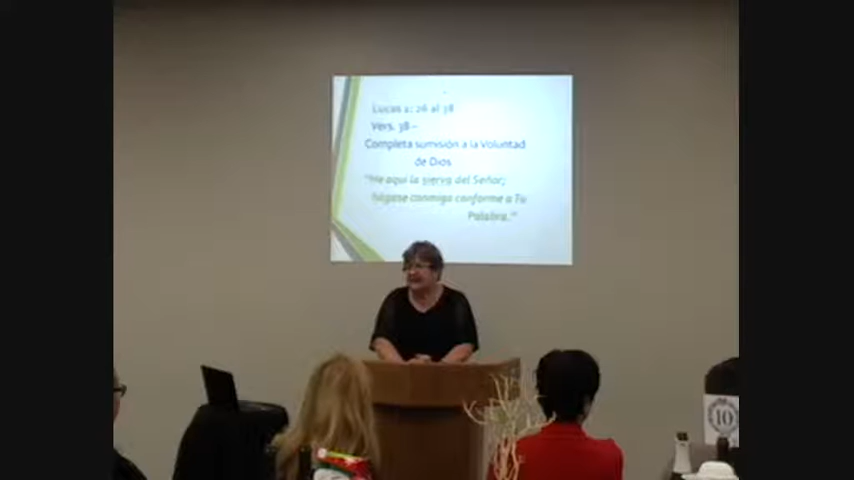 Lucas 1: 26 al 38
Vers. 38 –
Completa sumisión a la Voluntad
de Dios
"He aquí la sierva del Señor;
hágase conmigo conforme a Tu
Palabra."
10